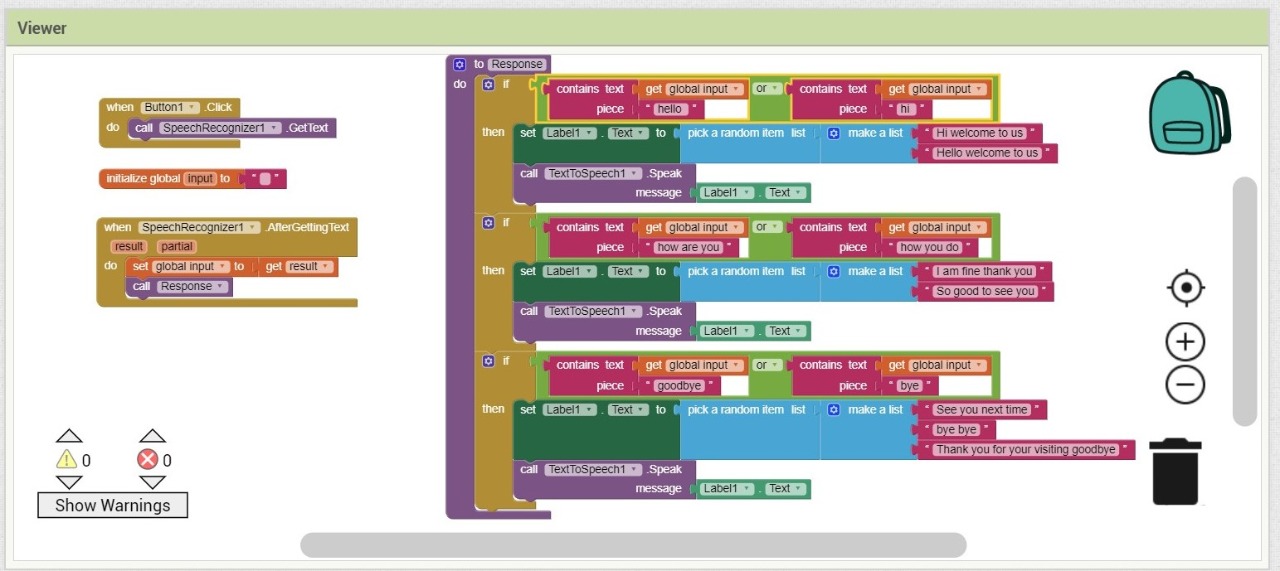 Viewer
when Button1 .Click
do call SpeechRecognizer1 .GetText
initialize global input to " "
when SpeechRecognizer1 .AfterGettingText
result partial
do set global input to get result
call Response
to Response
do if contains text get global input or contains text get global input
piece " hello " piece " hi "
then set Label1 . Text to pick a random item list make a list " Hi welcome to us "
" Hello welcome to us "
call TextToSpeech1 .Speak
message Label1 . Text
if contains text get global input or contains text get global input
piece " how are you " piece " how you do "
then set Label1 . Text to pick a random item list make a list " I am fine thank you "
" So good to see you "
call TextToSpeech1 .Speak
message Label1 . Text
if contains text get global input or contains text get global input
piece " goodbye " piece " bye "
then set Label1 . Text to pick a random item list make a list " See you next time "
" bye bye "
" Thank you for your visiting goodbye "
call TextToSpeech1 .Speak
message Label1 . Text
0 0
Show Warnings